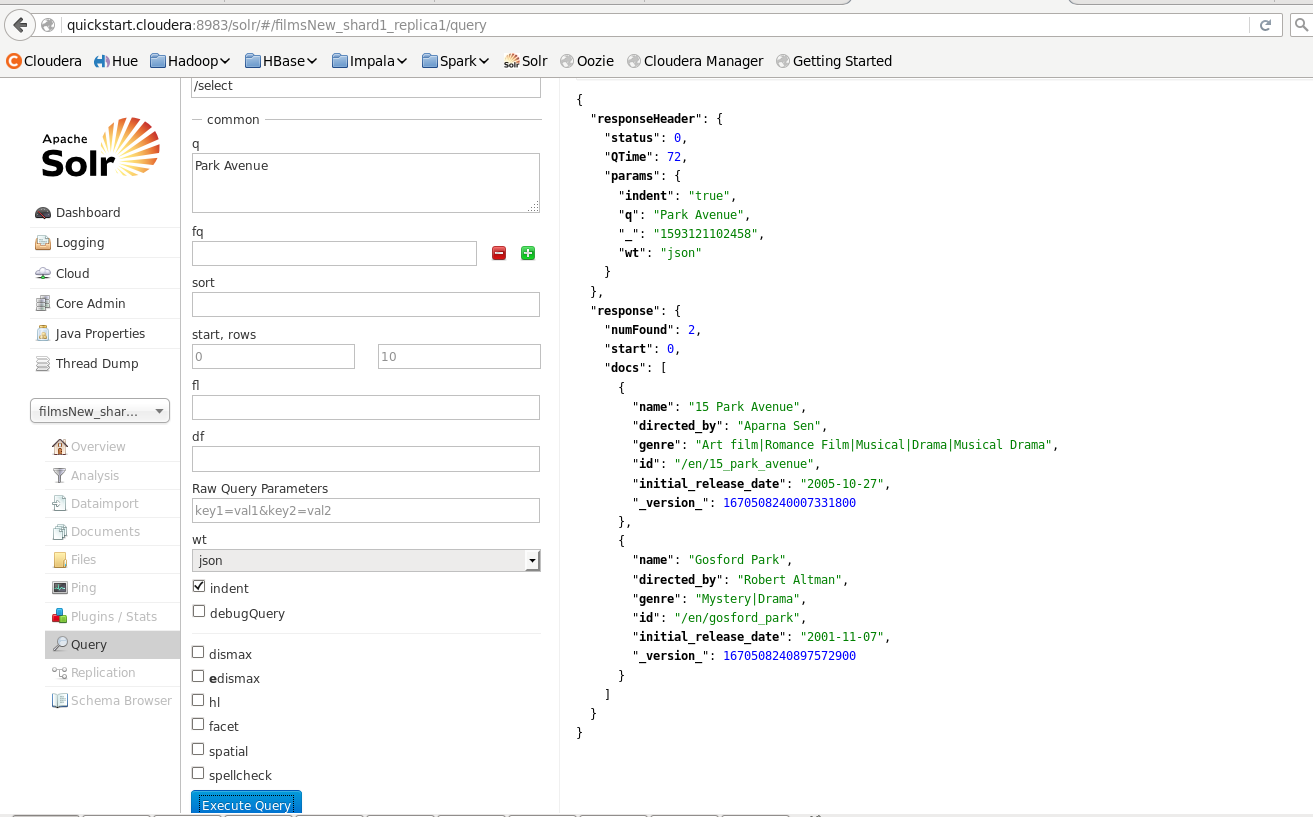 quickstart.cloudera:8983/solr/#/filmsNew_shard1_replica1/query
Cloudera Hue Hadoop HBase Impala Spark Solr Oozie Cloudera Manager Getting Started
Apache
Solr
Dashboard
Logging
Cloud
Core Admin
Java Properties
Thread Dump
filmsNew_shar...
Overview
Analysis
Dataimport
Documents
Files
Ping
Plugins / Stats
Query
Replication
Schema Browser
/select
common
q
Park Avenue
fq
sort
start, rows
0 10
fl
df
Raw Query Parameters
key1=val1&key2=val2
wt
json
indent
debugQuery
dismax
edismax
hl
facet
spatial
spellcheck
Execute Query
{
"responseHeader": {
"status": 0,
"QTime": 72,
"params": {
"indent": "true",
"q": "Park Avenue",
"_": "1593121102458",
"wt": "json"
}
},
"response": {
"numFound": 2,
"start": 0,
"docs": [
{
"name": "15 Park Avenue",
"directed_by": "Aparna Sen",
"genre": "Art film|Romance Film|Musical|Drama|Musical Drama",
"id": "/en/15_park_avenue",
"initial_release_date": "2005-10-27",
"_version_": 1670508240007331800
},
{
"name": "Gosford Park",
"directed_by": "Robert Altman",
"genre": "Mystery|Drama",
"id": "/en/gosford_park",
"initial_release_date": "2001-11-07",
"_version_": 1670508240897572900
}
]
}
}